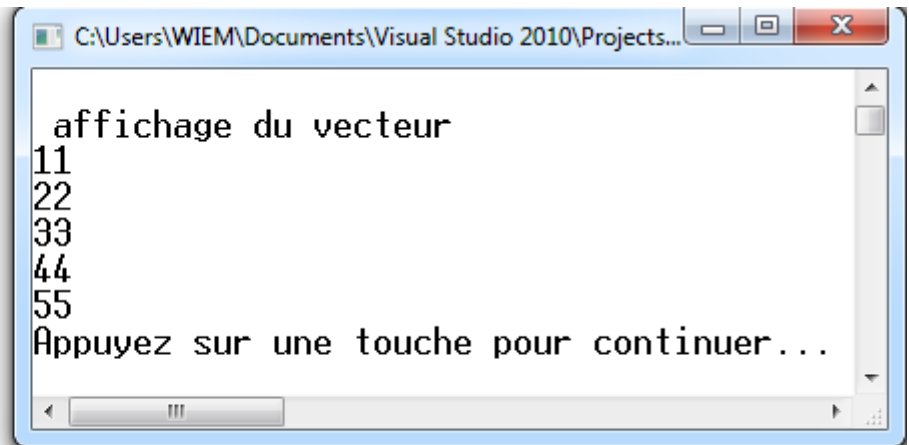 C:\Users\WIEM\Documents\Visual Studio 2010\Projects...
affichage du vecteur
11
22
33
44
55
Appuyez sur une touche pour continuer...